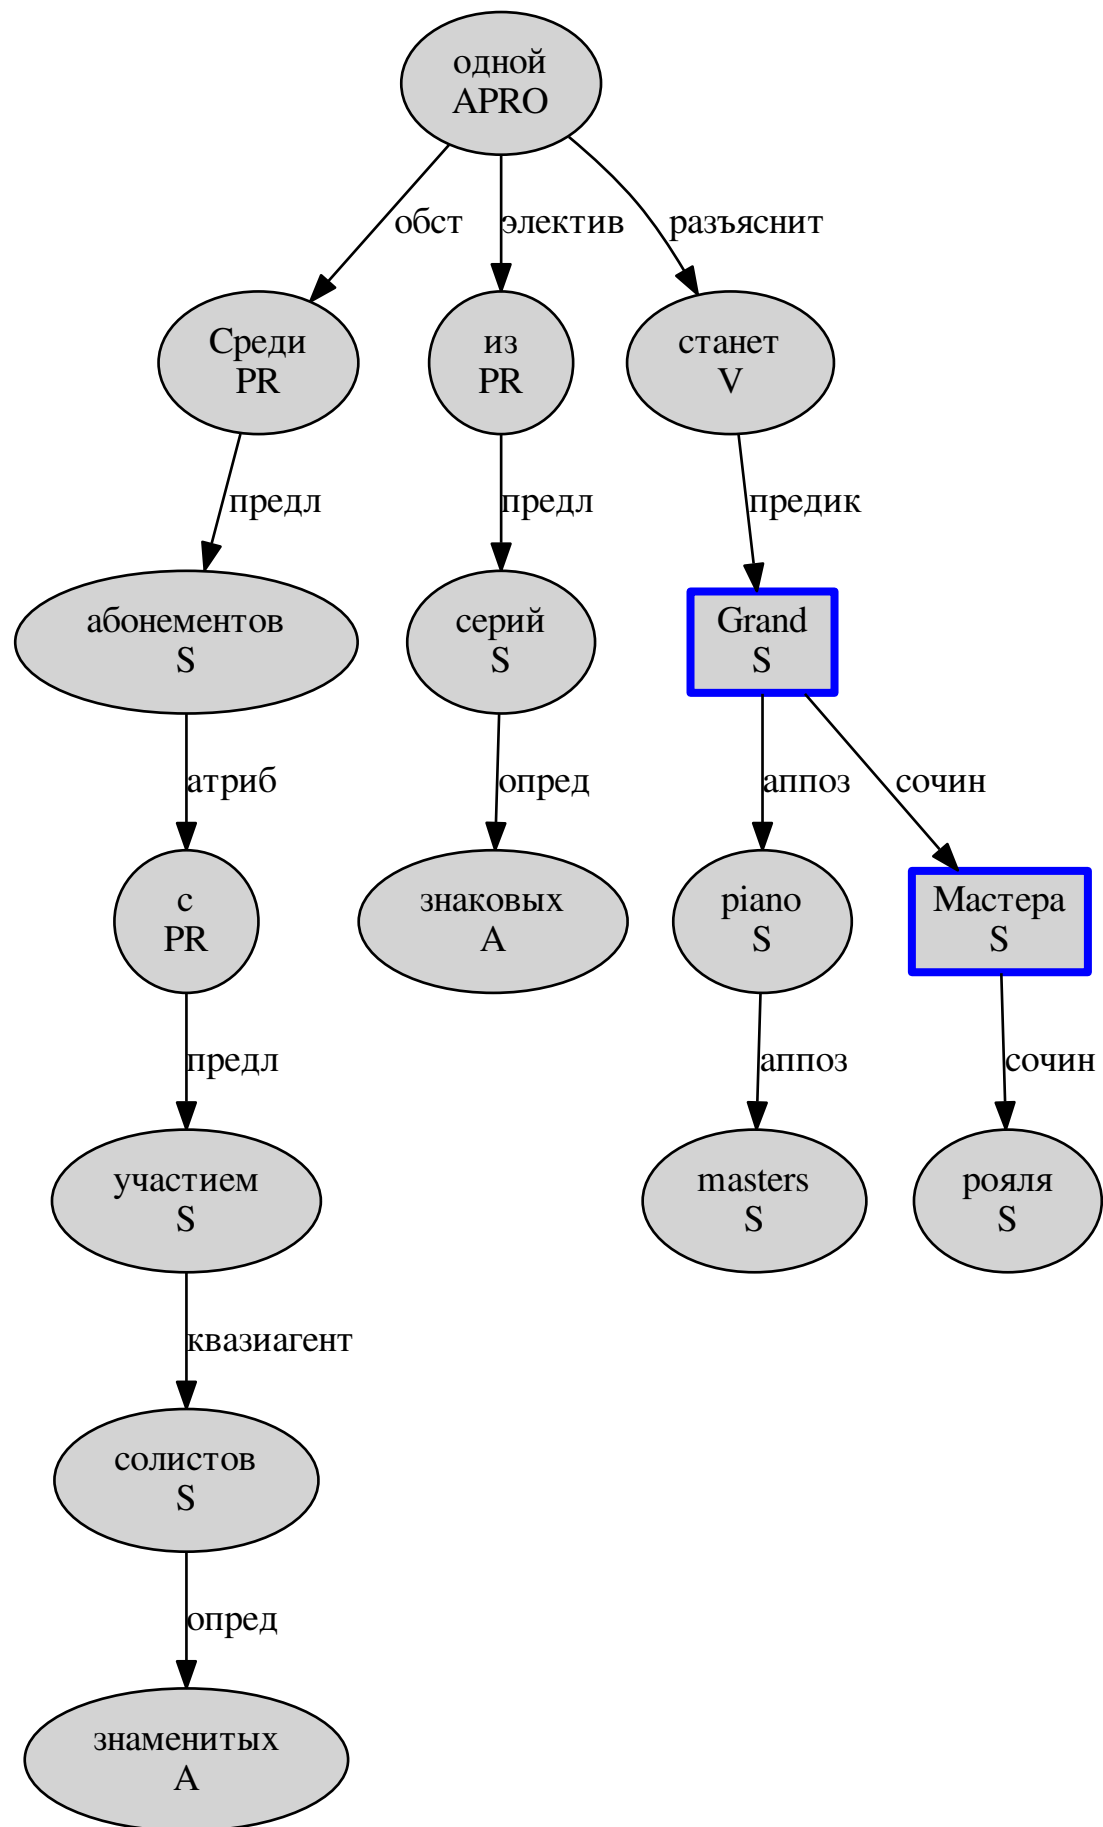 одной
APRO
обст
электив
разъяснит
Среди
PR
из
PR
станет
V
предл
предл
предик
абонементов
S
серий
S
Grand
S
атриб
опред
аппоз
сочин
с
PR
знаковых
A
piano
S
Мастера
S
предл
аппоз
сочин
участием
S
masters
S
рояля
S
квазиагент
солистов
S
опред
знаменитых
A